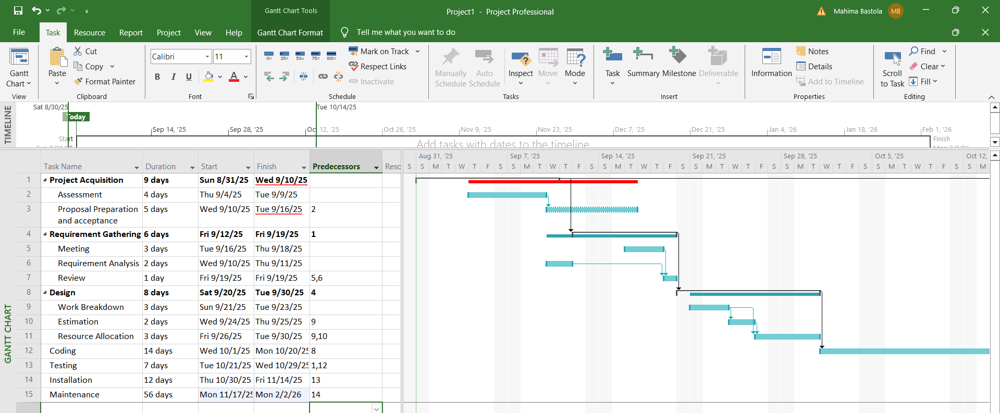 Gantt Chart Tools
Project1 - Project Professional
Mahima Bastola
MB
File
Task
Resource
Report
Project
View
Help
Gantt Chart Format
Tell me what you want to do
Gantt
Chart
View
Paste
Cut
Copy
Format Painter
Clipboard
Calibri
11
B I U
A
Font
0% 25% 50% 75% 100%
Mark on Track
Respect Links
Inactivate
Schedule
Manually
Schedule
Auto
Schedule
Inspect
Move
Mode
Tasks
Task
Summary
Milestone
Deliverable
Insert
Information
Notes
Details
Add to Timeline
Properties
Scroll
to Task
Find
Clear
Fill
Editing
TIMELINE
Sat 8/30/25
Tue 10/14/25
Today
Sep 14, '25
Sep 28, '25
Oct 12, '25
Oct 26, '25
Nov 9, '25
Nov 23, '25
Dec 7, '25
Dec 21, '25
Jan 4, '26
Jan 18, '26
Feb 1, '26
Start
Add tasks with dates to the timeline
Finish
GANTT CHART
Task Name Duration Start Finish Predecessors Reso
Aug 31, '25 Sep 7, '25 Sep 14, '25 Sep 21, '25 Sep 28, '25 Oct 5, '25 Oct 12,
S S M T W T F S S M T W T F S S M T W T F S S M T W T F S S M T W T F S S M T W T F S S M
1 Project Acquisition 9 days Sun 8/31/25 Wed 9/10/25
2 Assessment 4 days Thu 9/4/25 Tue 9/9/25
3 Proposal Preparation 5 days Wed 9/10/25 Tue 9/16/25 2
and acceptance
4 Requirement Gathering 6 days Fri 9/12/25 Fri 9/19/25 1
5 Meeting 3 days Tue 9/16/25 Thu 9/18/25
6 Requirement Analysis 2 days Wed 9/10/25 Thu 9/11/25
7 Review 1 day Fri 9/19/25 Fri 9/19/25 5,6
8 Design 8 days Sat 9/20/25 Tue 9/30/25 4
9 Work Breakdown 3 days Sun 9/21/25 Tue 9/23/25
10 Estimation 2 days Wed 9/24/25 Thu 9/25/25 9
11 Resource Allocation 3 days Fri 9/26/25 Tue 9/30/25 9,10
12 Coding 14 days Wed 10/1/25 Mon 10/20/25 8
13 Testing 7 days Tue 10/21/25 Wed 10/29/25 1,12
14 Installation 12 days Thu 10/30/25 Fri 11/14/25 13
15 Maintenance 56 days Mon 11/17/25 Mon 2/2/26 14